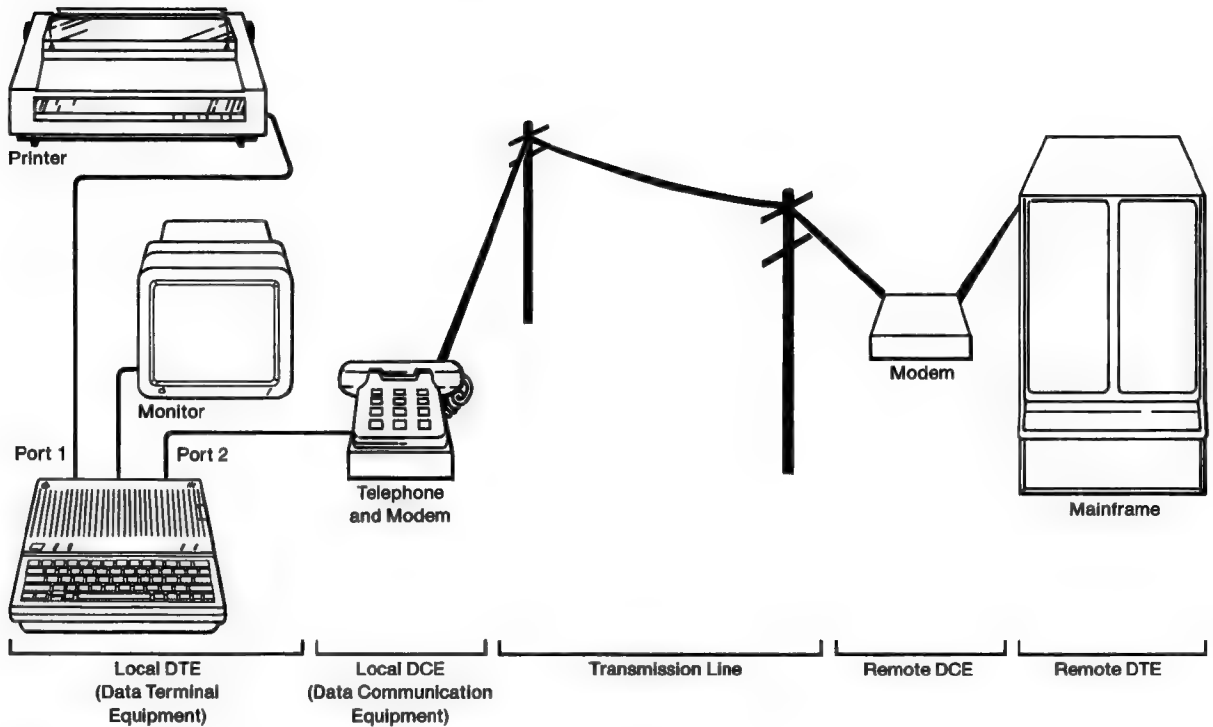 Printer
Monitor
Port 1
Port 2
Telephone
and Modem
Modem
Mainframe
Local DTE
(Data Terminal
Equipment)
Local DCE
(Data Communication
Equipment)
Transmission Line
Remote DCE
Remote DTE